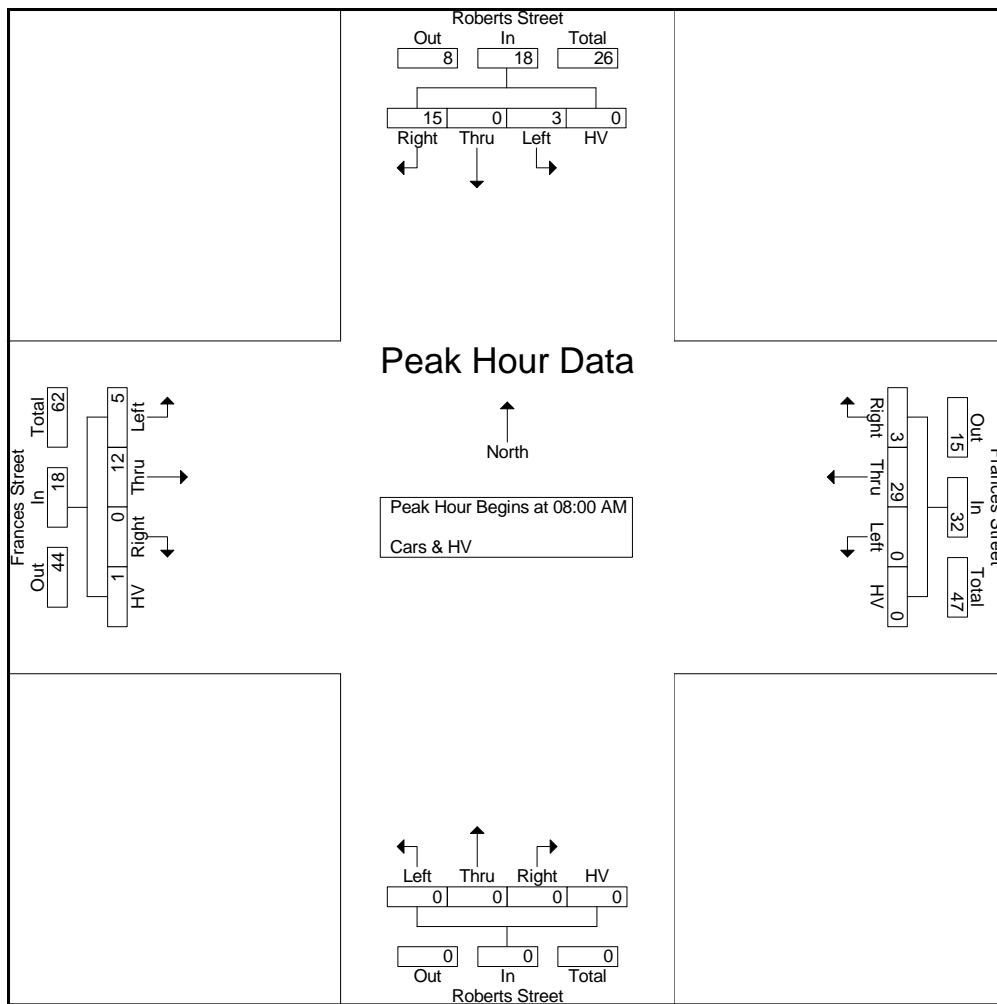 Roberts Street
Out In Total
8 18 26
15 0 3 0
Right Thru Left HV
Peak Hour Data
North
Peak Hour Begins at 08:00 AM
Cars & HV
Frances Street
Total In Out
62 18 44
5 12 0 1
Left Thru Right HV
Frances Street
Out In Total
15 32 47
3 29 0 0
Right Thru Left HV
Left Thru Right HV
0 0 0 0
0 0 0
Out In Total
Roberts Street